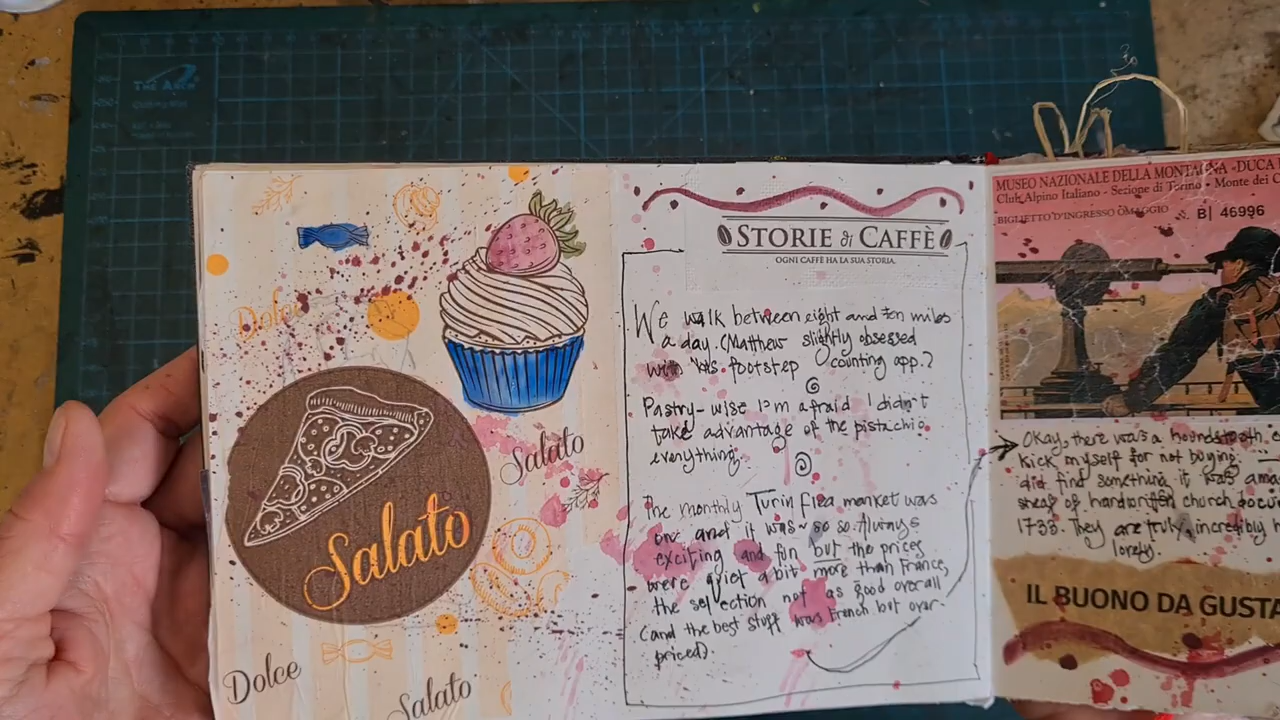 THE ARCH
Dolce
Salato
Salato
Dolce
Salato
STORIE di CAFFÈ
OGNI CAFFÈ HA LA SUA STORIA.
We walk between eight and ten miles
a day. (Matthew slightly obsessed
with his footstep counting app.)
Pastry-wise I'm afraid I didn't
take advantage of the pistachio
everything.
The monthly Turin flea market was
on and it was so so. Always
exciting and fun but the prices
were quiet a bit more than France,
the selection not as good overall
(and the best stuff was French but over-
priced).
MUSEO NAZIONALE DELLA MONTAGNA «DUCA
Club Alpino Italiano - Sezione di Torino - Monte dei C
BIGLIETTO D'INGRESSO OMAGGIO B| 46996
Okay, there was a houndstooth
kick myself for not buying.
did find something it was a
sheaf of handwritten church
1733. They are truly, incredibly
lovely.
IL BUONO DA GUSTA